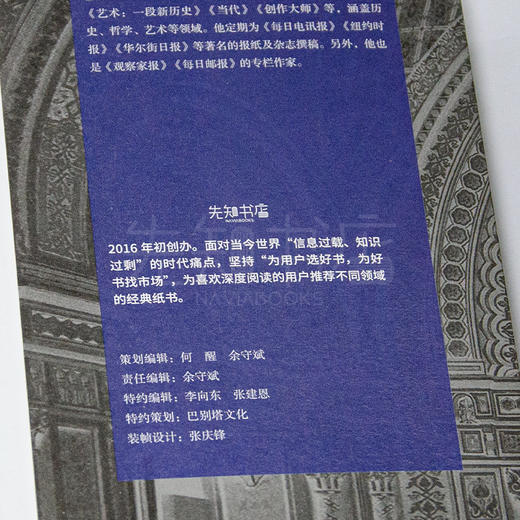 《艺术：一段新历史》《当代》《创作大师》等，涵盖历
史、哲学、艺术等领域。他定期为《每日电讯报》《纽约时
报》《华尔街日报》等著名的报纸及杂志撰稿。另外，他也
是《观察家报》《每日邮报》的专栏作家。
先知书店
NAVIABOOKS
2016 年初创办。面对当今世界“信息过载、知识
过剩”的时代痛点，坚持“为用户选好书，为好
书找市场”，为喜欢深度阅读的用户推荐不同领域
的经典纸书。
策划编辑：何　醒　余守斌
责任编辑：余守斌
特约编辑：李向东　张建恩
特约策划：巴别塔文化
装帧设计：张庆锋
先知书店
NAVIABOOKS